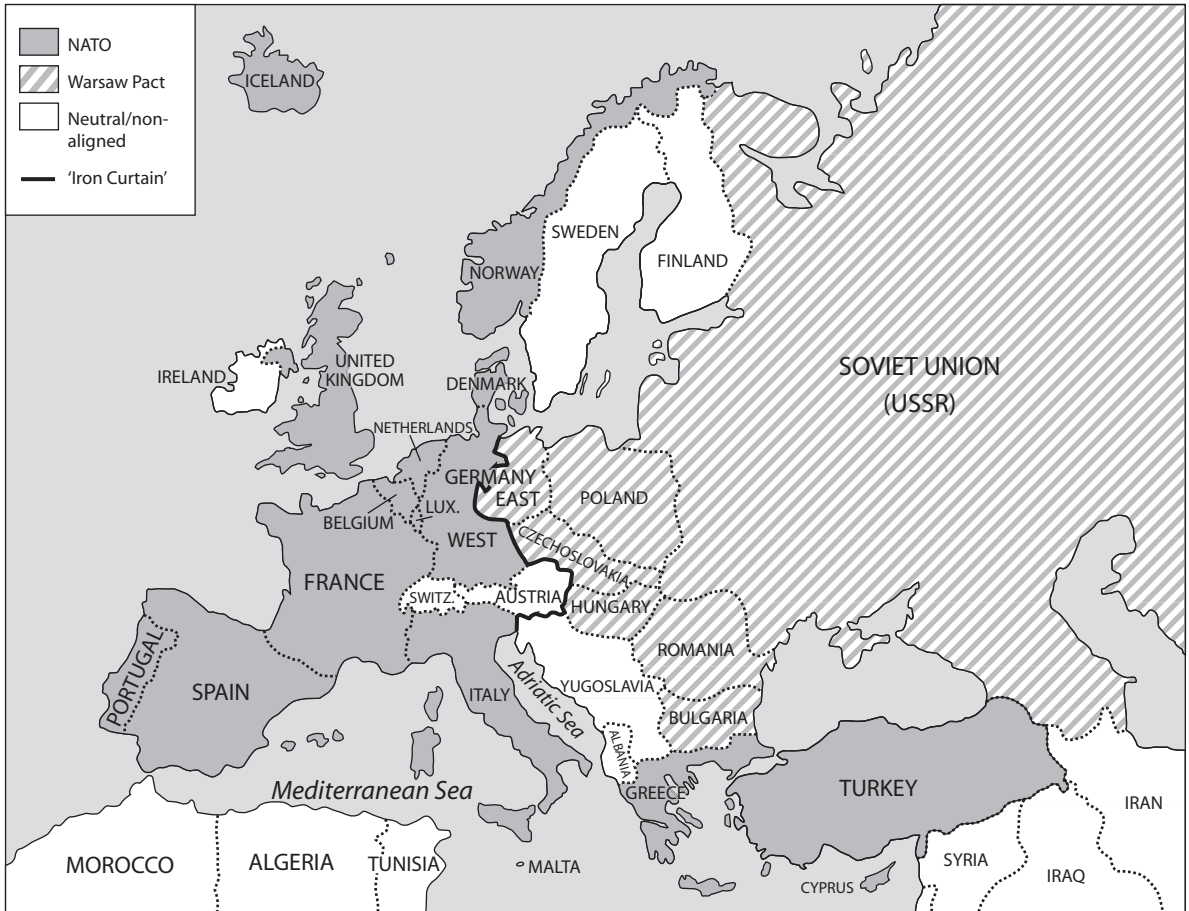 NATO
Warsaw Pact
Neutral/non-
aligned
'Iron Curtain'
ICELAND
SWEDEN
NORWAY
FINLAND
SOVIET UNION
(USSR)
IRELAND
UNITED
KINGDOM
DENMARK
NETHERLANDS
GERMANY
EAST
POLAND
BELGIUM
LUX.
WEST
CZECHOSLOVAKIA
FRANCE
SWITZ.
AUSTRIA
HUNGARY
ROMANIA
PORTUGAL
SPAIN
ITALY
Adriatic Sea
YUGOSLAVIA
BULGARIA
ALBANIA
Mediterranean Sea
GREECE
TURKEY
IRAN
MOROCCO
ALGERIA
TUNISIA
MALTA
CYPRUS
SYRIA
IRAQ